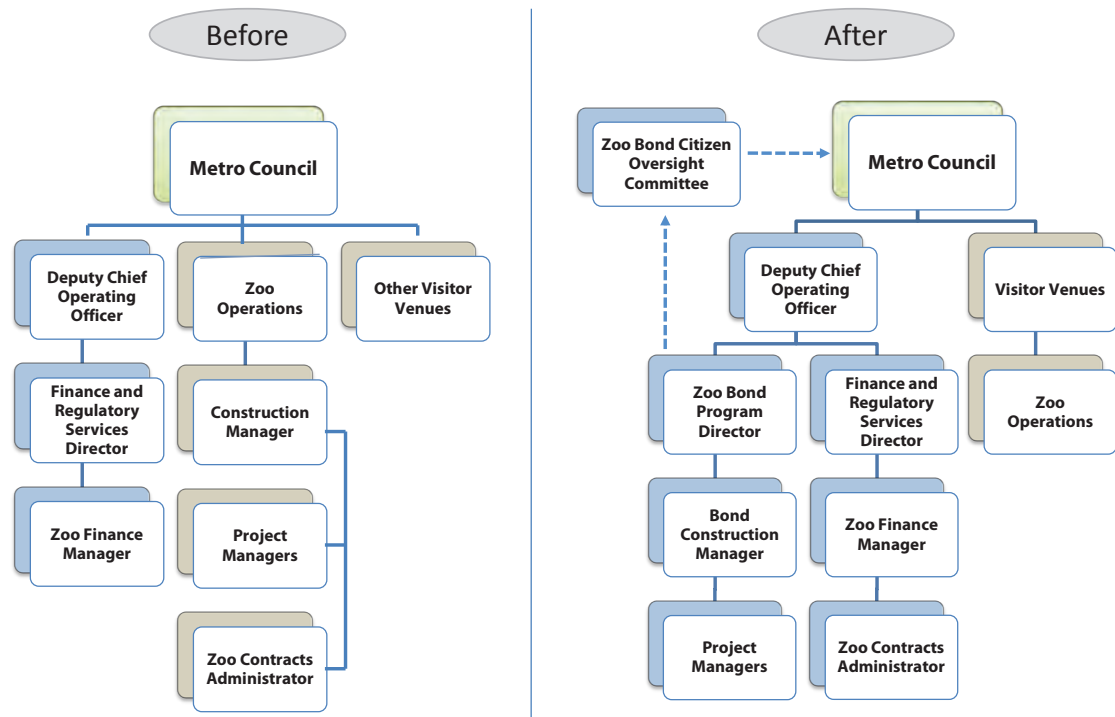 Before
Metro Council
Deputy Chief
Operating
Officer
Zoo
Operations
Other Visitor
Venues
Finance and
Regulatory
Services
Director
Construction
Manager
Zoo Finance
Manager
Project
Managers
Zoo Contracts
Administrator
After
Zoo Bond Citizen
Oversight
Committee
Metro Council
Deputy Chief
Operating
Officer
Visitor Venues
Zoo Bond
Program
Director
Finance and
Regulatory
Services
Director
Zoo
Operations
Bond
Construction
Manager
Zoo Finance
Manager
Project
Managers
Zoo Contracts
Administrator